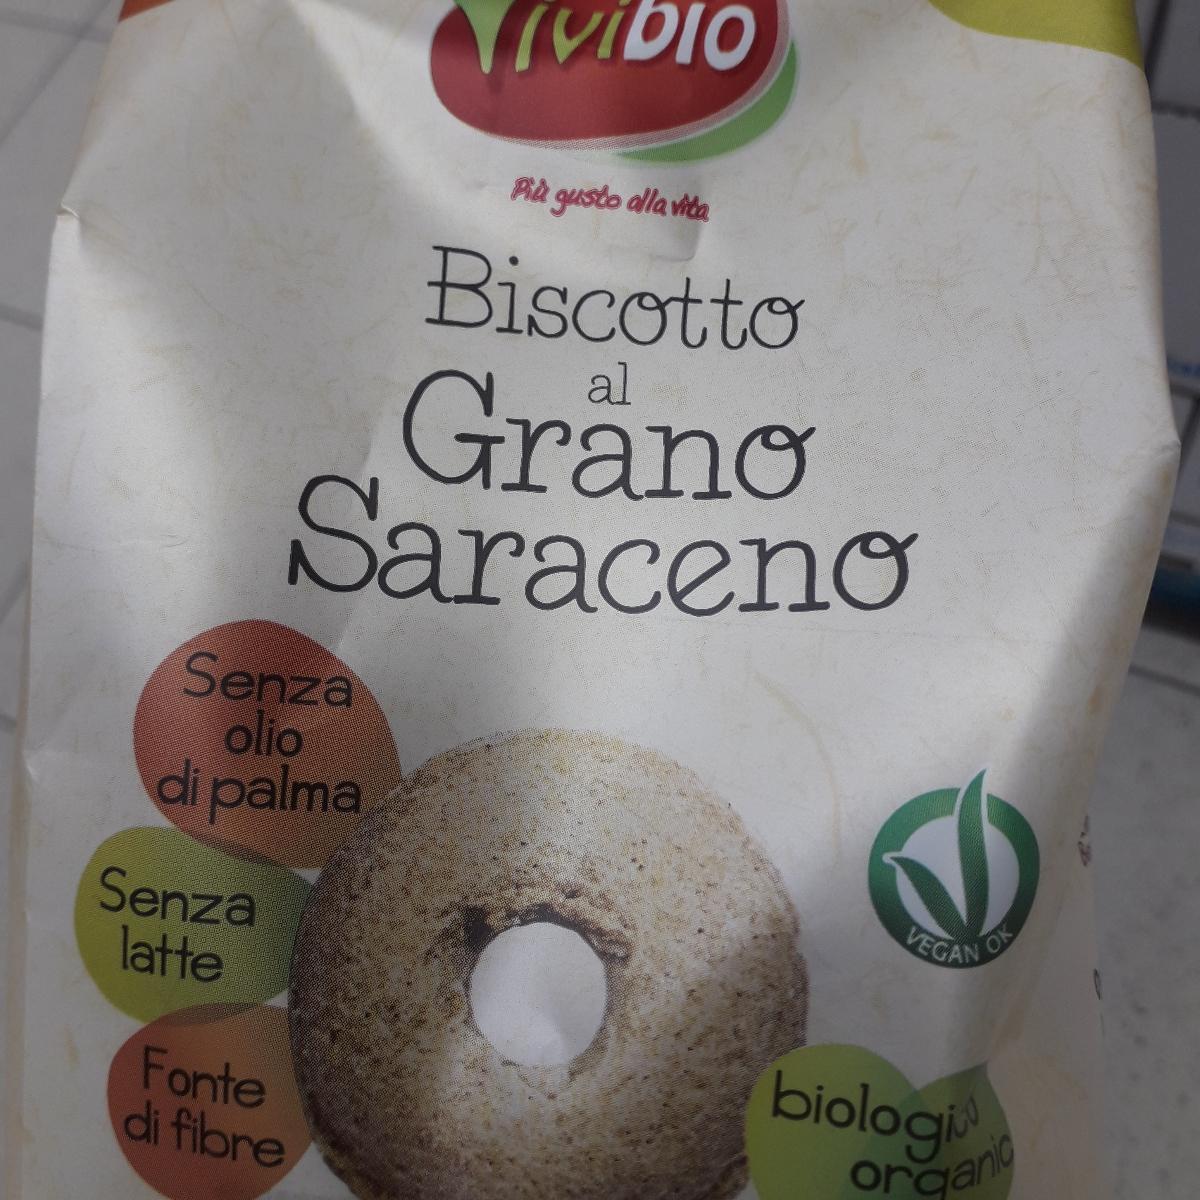 Vivibio
Più gusto alla vita
Biscotto
al
Grano
Saraceno
Senza
olio
di palma
Senza
latte
Fonte
di fibre
VEGAN OK
biologico
organic